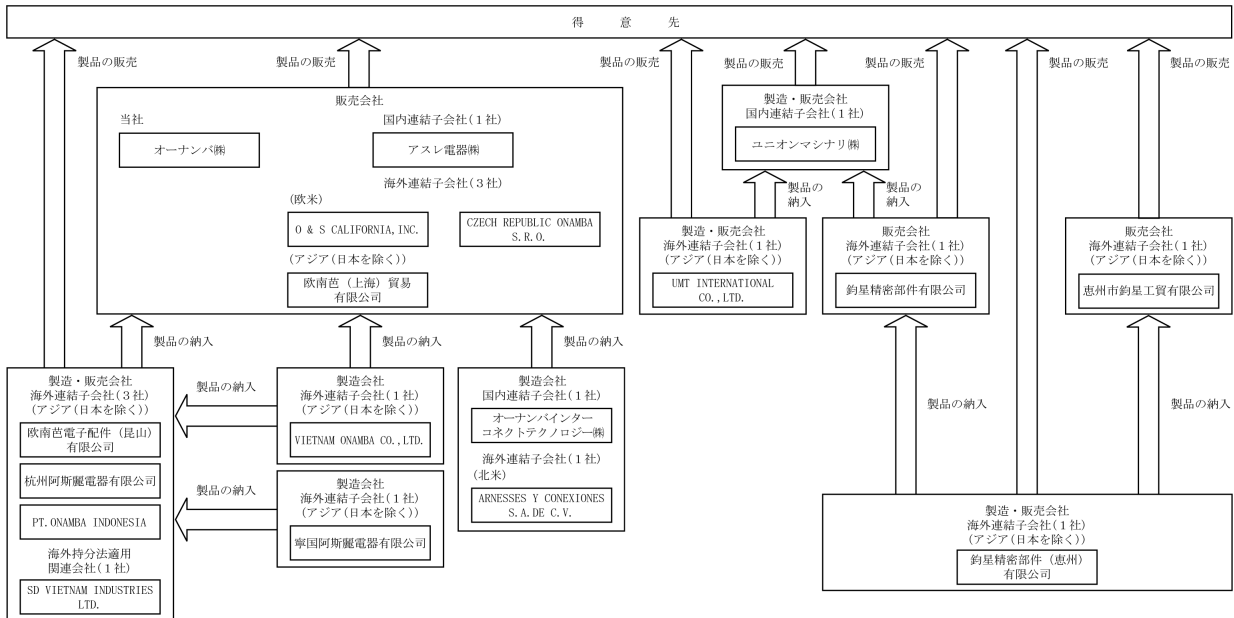 得意先
製品の販売
製品の販売
製品の販売
製品の販売
製品の販売
製品の販売
製品の販売
販売会社
当社
オーナンバ㈱
国内連結子会社(1社)
アスレ電器㈱
海外連結子会社(3社)
(欧米)
O & S CALIFORNIA,INC.
CZECH REPUBLIC ONAMBA
S.R.O.
(アジア(日本を除く))
欧南芭（上海）貿易
有限公司
製造・販売会社
国内連結子会社(1社)
ユニオンマシナリ㈱
製品の
納入
製品の
納入
製造・販売会社
海外連結子会社(1社)
(アジア(日本を除く))
UMT INTERNATIONAL
CO.,LTD.
販売会社
海外連結子会社(1社)
(アジア(日本を除く))
鈞星精密部件有限公司
販売会社
海外連結子会社(1社)
(アジア(日本を除く))
恵州市鈞星工貿有限公司
製品の納入
製品の納入
製品の納入
製造・販売会社
海外連結子会社(3社)
(アジア(日本を除く))
欧南芭電子配件（昆山）
有限公司
杭州阿斯麗電器有限公司
PT.ONAMBA INDONESIA
海外持分法適用
関連会社(1社)
SD VIETNAM INDUSTRIES
LTD.
製品の納入
製品の納入
製造会社
海外連結子会社(1社)
(アジア(日本を除く))
VIETNAM ONAMBA CO.,LTD.
製造会社
海外連結子会社(1社)
(アジア(日本を除く))
寧国阿斯麗電器有限公司
製造会社
国内連結子会社(1社)
オーナンバインター
コネクトテクノロジー㈱
海外連結子会社(1社)
(北米)
ARNESSES Y CONEXIONES
S.A.DE C.V.
製品の納入
製品の納入
製造・販売会社
海外連結子会社(1社)
(アジア(日本を除く))
鈞星精密部件（恵州）
有限公司